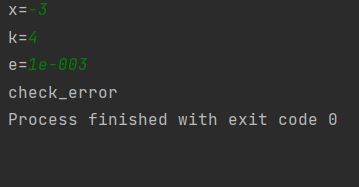 x=-3
k=4
e=1e-003
check_error
Process finished with exit code 0